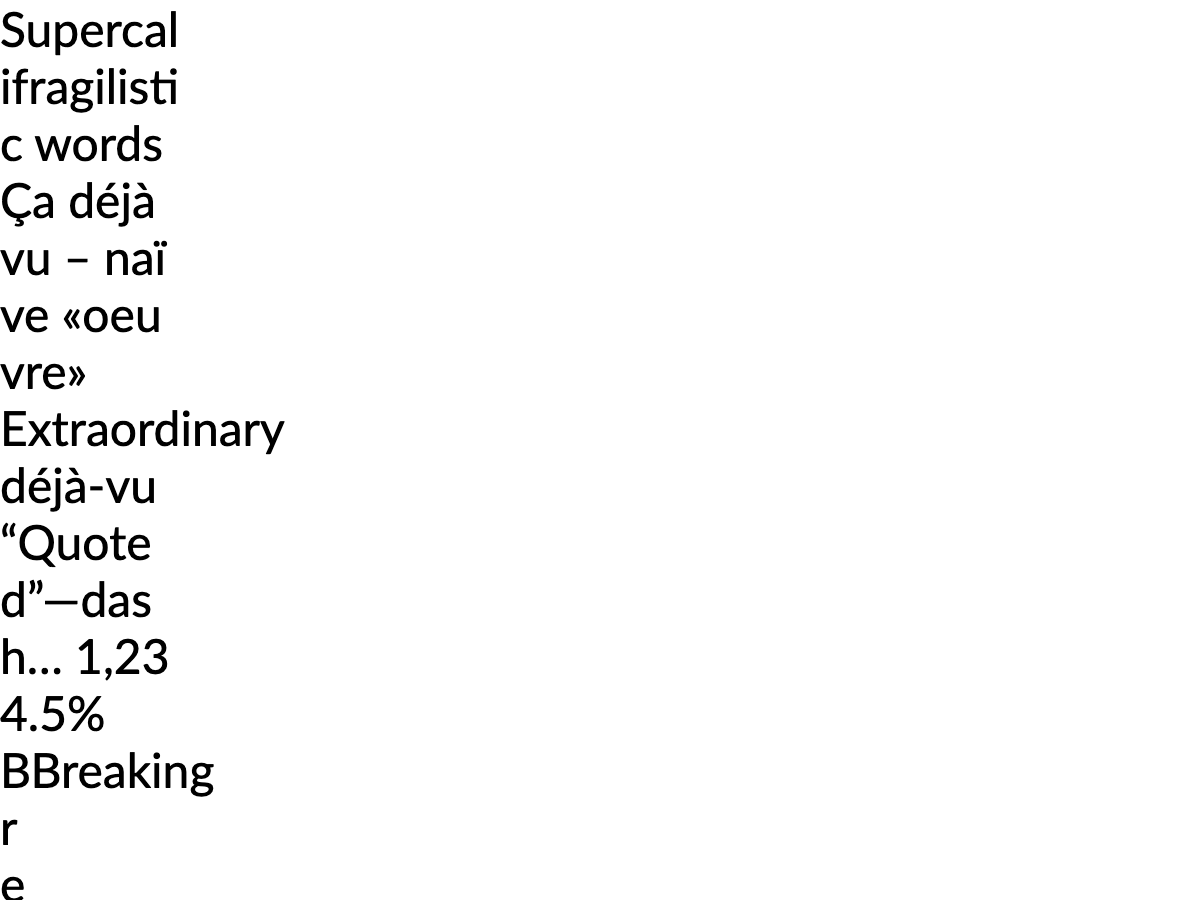 Supercal
ifragilisti
c words
Ça déjà
vu – naï
ve «oeu
vre»
Extraordinary
déjà-vu
“Quote
d”—das
h… 1,23
4.5%
BBreaking
r
e